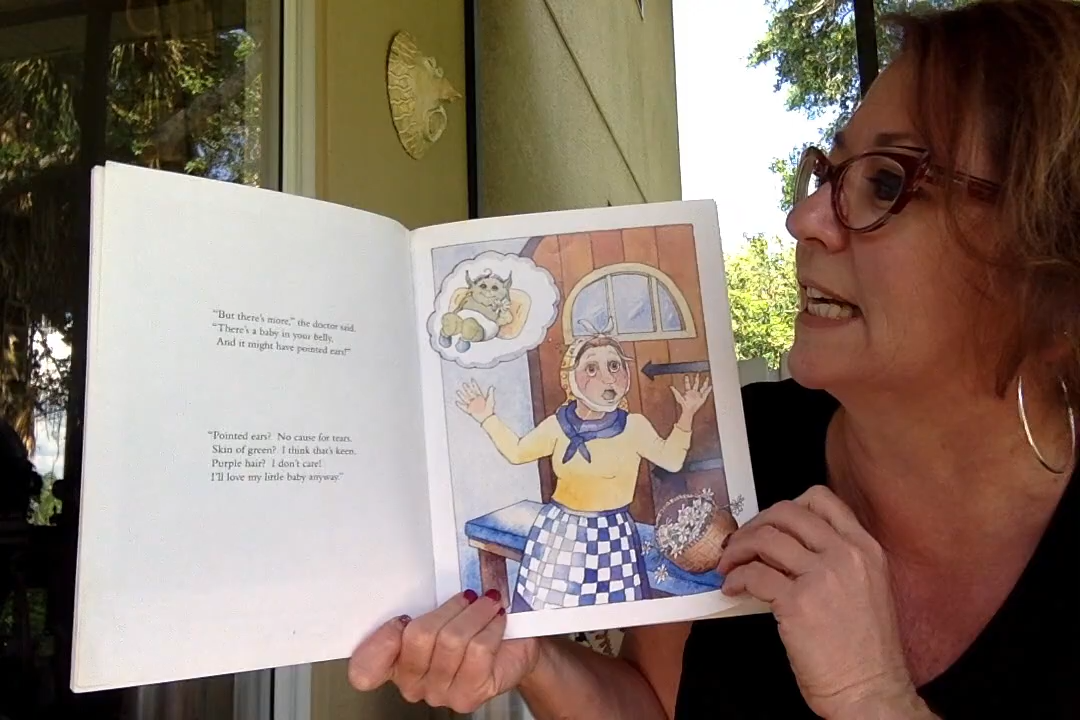 “But there's more,” the doctor said.
“There's a baby in your belly,
And it might have pointed ears!”
“Pointed ears? No cause for tears.
Skin of green? I think that's keen.
Purple hair? I don't care!
I'll love my little baby anyway.”